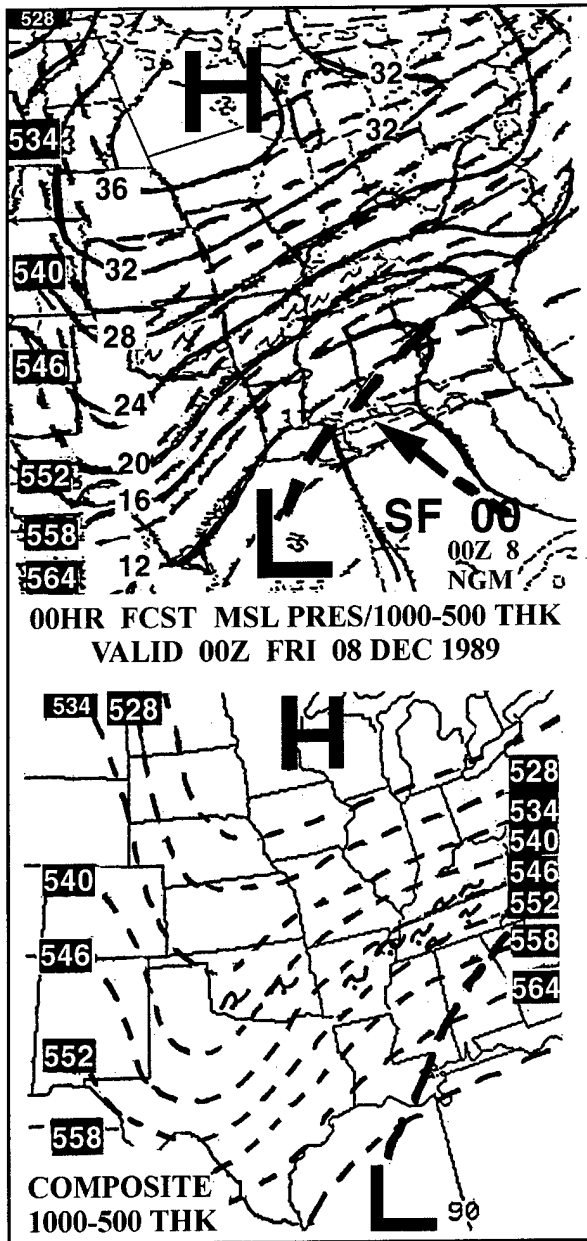 528
H
32
534
32
36
540
32
28
546
24
20
552
16
SF 00
558
00Z 8
12
L
NGM
564
00HR FCST MSL PRES/1000-500 THK
VALID 00Z FRI 08 DEC 1989
534
528
H
528
534
540
540
546
546
552
558
564
552
558
COMPOSITE
1000-500 THK
L
90